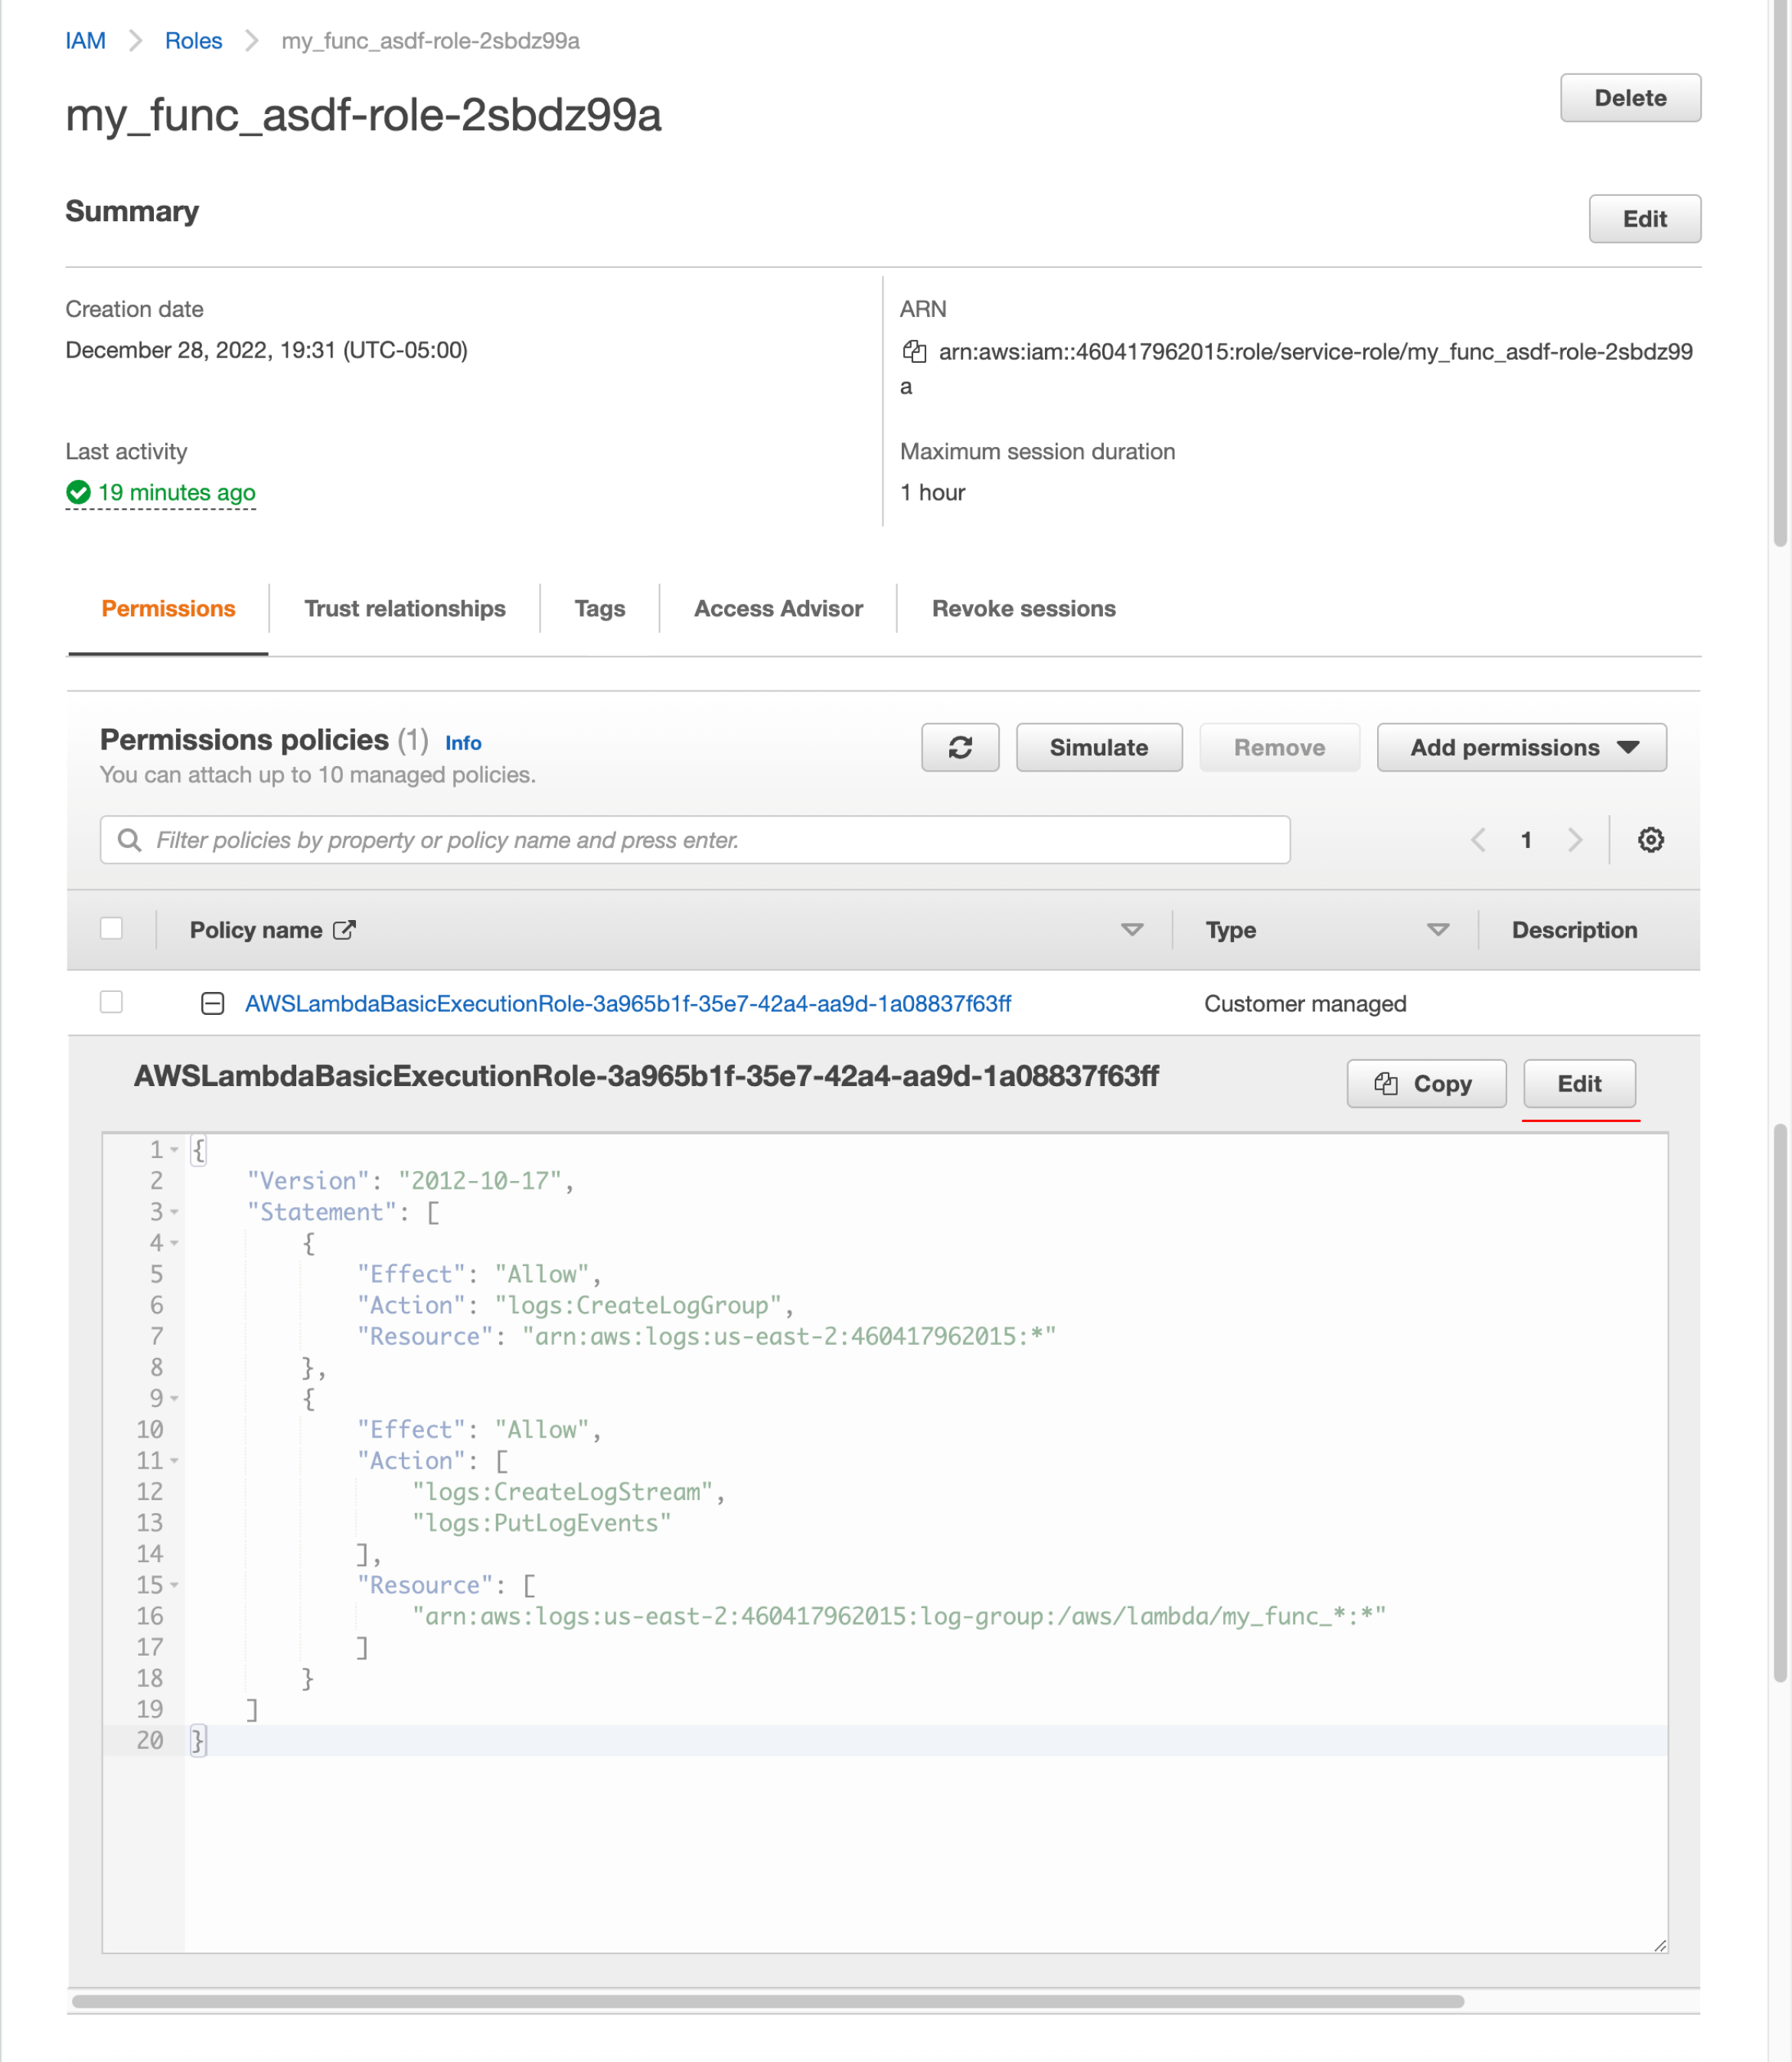 IAM > Roles > my_func_asdf-role-2sbdz99a
my_func_asdf-role-2sbdz99a
Delete
Summary
Edit
Creation date
December 28, 2022, 19:31 (UTC-05:00)
ARN
arn:aws:iam::460417962015:role/service-role/my_func_asdf-role-2sbdz99
a
Last activity
19 minutes ago
Maximum session duration
1 hour
Permissions
Trust relationships
Tags
Access Advisor
Revoke sessions
Permissions policies (1) Info
You can attach up to 10 managed policies.
Simulate
Remove
Add permissions
Filter policies by property or policy name and press enter.
1
Policy name
Type
Description
AWSLambdaBasicExecutionRole-3a965b1f-35e7-42a4-aa9d-1a08837f63ff
Customer managed
AWSLambdaBasicExecutionRole-3a965b1f-35e7-42a4-aa9d-1a08837f63ff
Copy
Edit
1 {
2     "Version": "2012-10-17",
3     "Statement": [
4         {
5             "Effect": "Allow",
6             "Action": "logs:CreateLogGroup",
7             "Resource": "arn:aws:logs:us-east-2:460417962015:*"
8         },
9         {
10             "Effect": "Allow",
11             "Action": [
12                 "logs:CreateLogStream",
13                 "logs:PutLogEvents"
14             ],
15             "Resource": [
16                 "arn:aws:logs:us-east-2:460417962015:log-group:/aws/lambda/my_func_*:*"
17             ]
18         }
19     ]
20 }